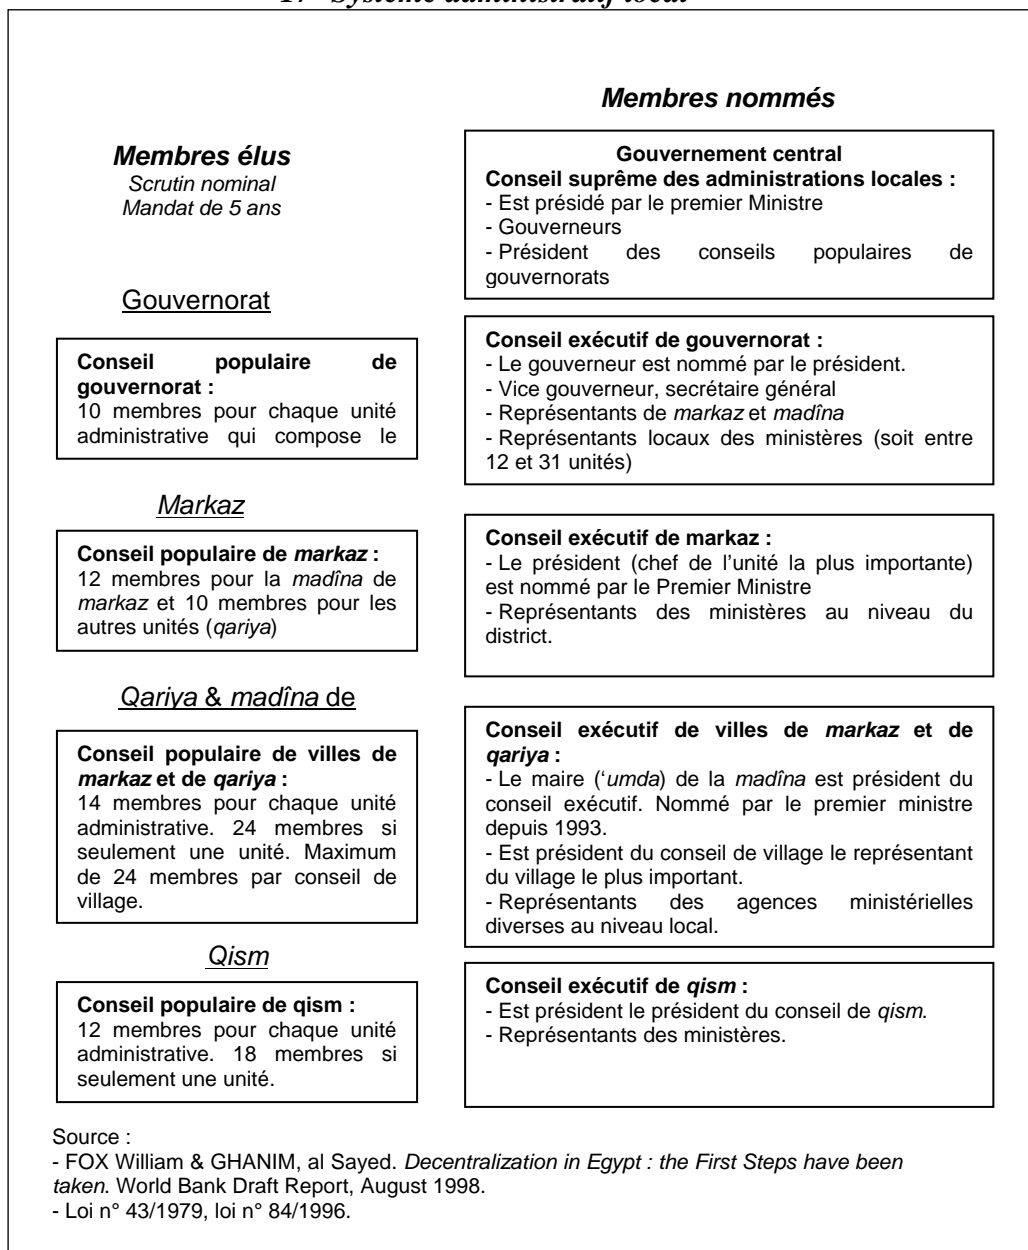 Membres nommés
Membres élus
Scrutin nominal
Mandat de 5 ans
Gouvernement central
Conseil suprême des administrations locales :
- Est présidé par le premier Ministre
- Gouverneurs
- Président des conseils populaires de
gouvernorats
Gouvernorat
Conseil populaire de
gouvernorat :
10 membres pour chaque unité
administrative qui compose le
Conseil exécutif de gouvernorat :
- Le gouverneur est nommé par le président.
- Vice gouverneur, secrétaire général
- Représentants de markaz et madîna
- Représentants locaux des ministères (soit entre
12 et 31 unités)
Markaz
Conseil populaire de markaz :
12 membres pour la madîna de
markaz et 10 membres pour les
autres unités (qariya)
Conseil exécutif de markaz :
- Le président (chef de l’unité la plus importante)
est nommé par le Premier Ministre
- Représentants des ministères au niveau du
district.
Qariya & madîna de
Conseil populaire de villes de
markaz et de qariya :
14 membres pour chaque unité
administrative. 24 membres si
seulement une unité. Maximum
de 24 membres par conseil de
village.
Conseil exécutif de villes de markaz et de
qariya :
- Le maire (‘umda) de la madîna est président du
conseil exécutif. Nommé par le premier ministre
depuis 1993.
- Est président du conseil de village le représentant
du village le plus important.
- Représentants des agences ministérielles
diverses au niveau local.
Qism
Conseil populaire de qism :
12 membres pour chaque unité
administrative. 18 membres si
seulement une unité.
Conseil exécutif de qism :
- Est président le président du conseil de qism.
- Représentants des ministères.
Source :
- FOX William & GHANIM, al Sayed. Decentralization in Egypt : the First Steps have been
taken. World Bank Draft Report, August 1998.
- Loi n° 43/1979, loi n° 84/1996.